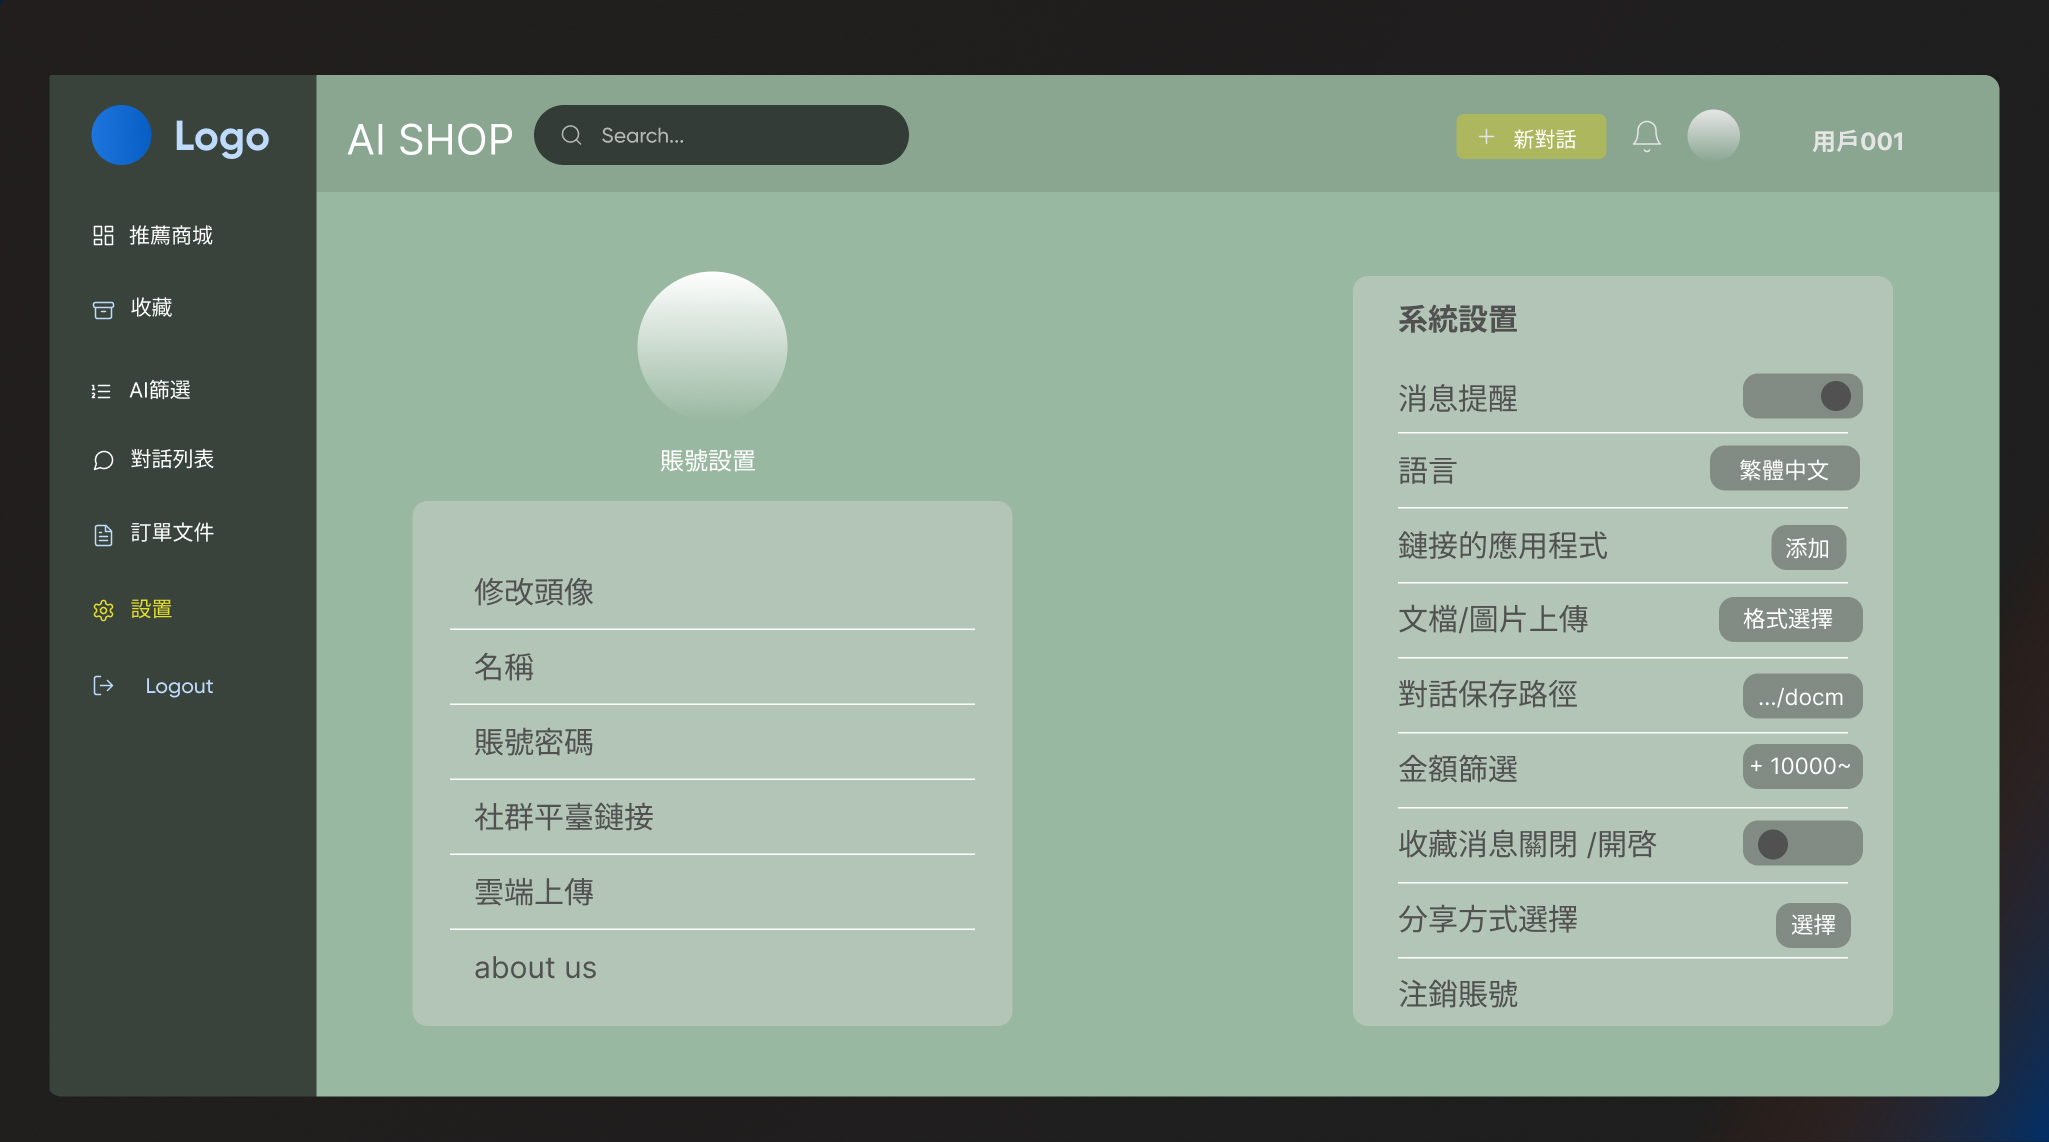 Logo
AI SHOP
Search...
+ 新對話
用戶001
推薦商城
收藏
AI篩選
對話列表
訂單文件
設置
Logout
賬號設置
修改頭像
名稱
賬號密碼
社群平臺鏈接
雲端上傳
about us
系統設置
消息提醒
語言 繁體中文
鏈接的應用程式 添加
文檔/圖片上傳 格式選擇
對話保存路徑 .../docm
金額篩選 + 10000~
收藏消息關閉 /開啓
分享方式選擇 選擇
注銷賬號